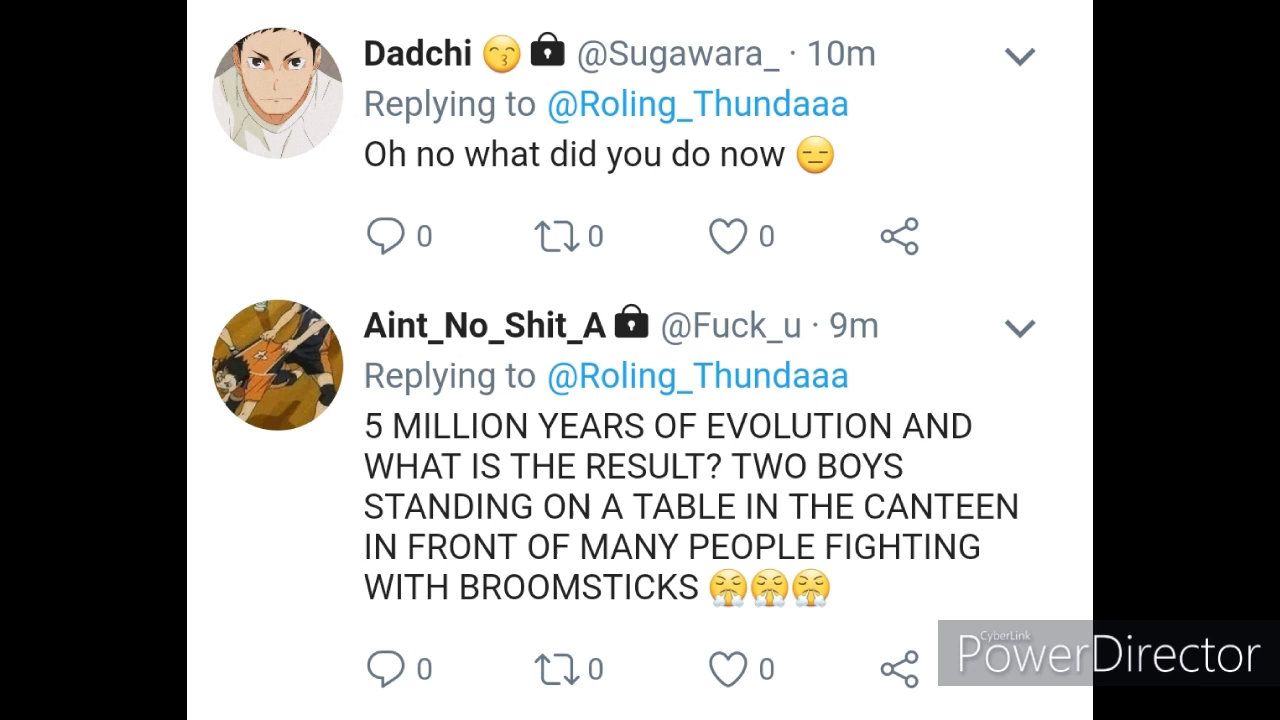 Dadchi 😙🔒 @Sugawara_ · 10m
Replying to @Roling_Thundaaa
Oh no what did you do now 😑
0 0 0
Aint_No_Shit_A🔒 @Fuck_u · 9m
Replying to @Roling_Thundaaa
5 MILLION YEARS OF EVOLUTION AND
WHAT IS THE RESULT? TWO BOYS
STANDING ON A TABLE IN THE CANTEEN
IN FRONT OF MANY PEOPLE FIGHTING
WITH BROOMSTICKS 😤😤😤
0 0 0
CyberLink
PowerDirector